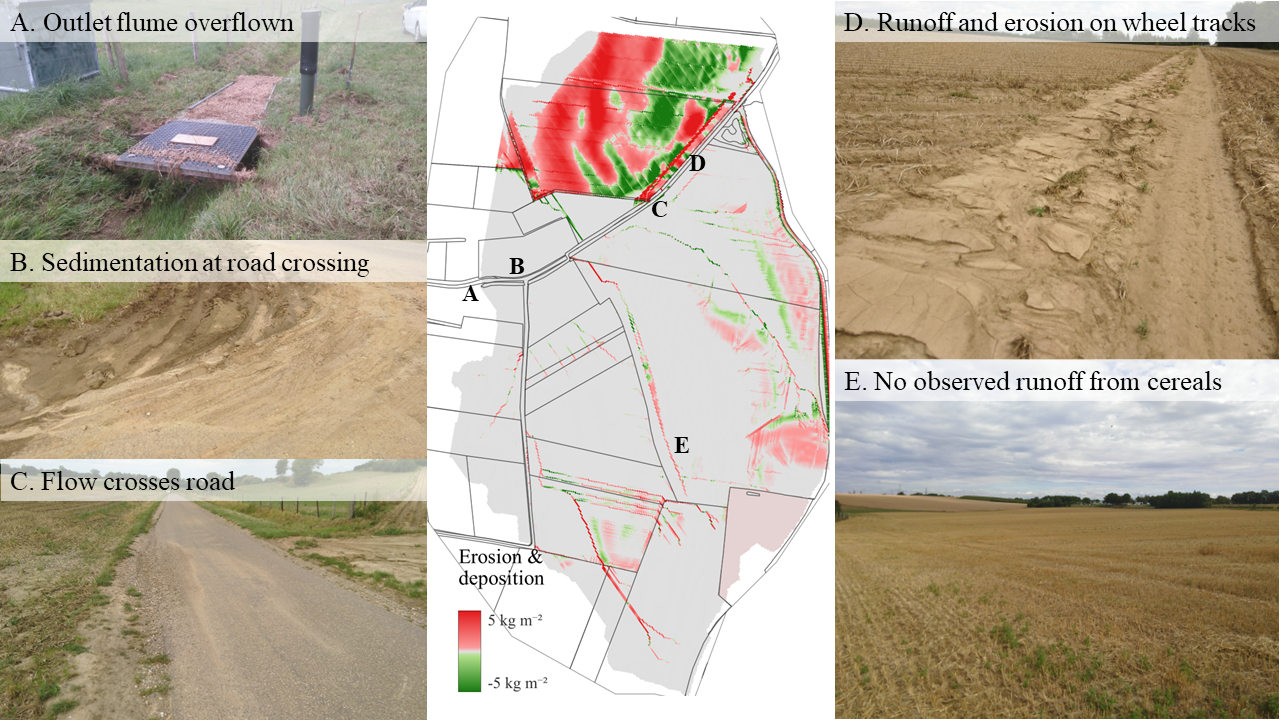 A. Outlet flume overflown
B. Sedimentation at road crossing
C. Flow crosses road
D
C
B
A
E
Erosion &
deposition
5 kg m⁻²
-5 kg m⁻²
D. Runoff and erosion on wheel tracks
E. No observed runoff from cereals